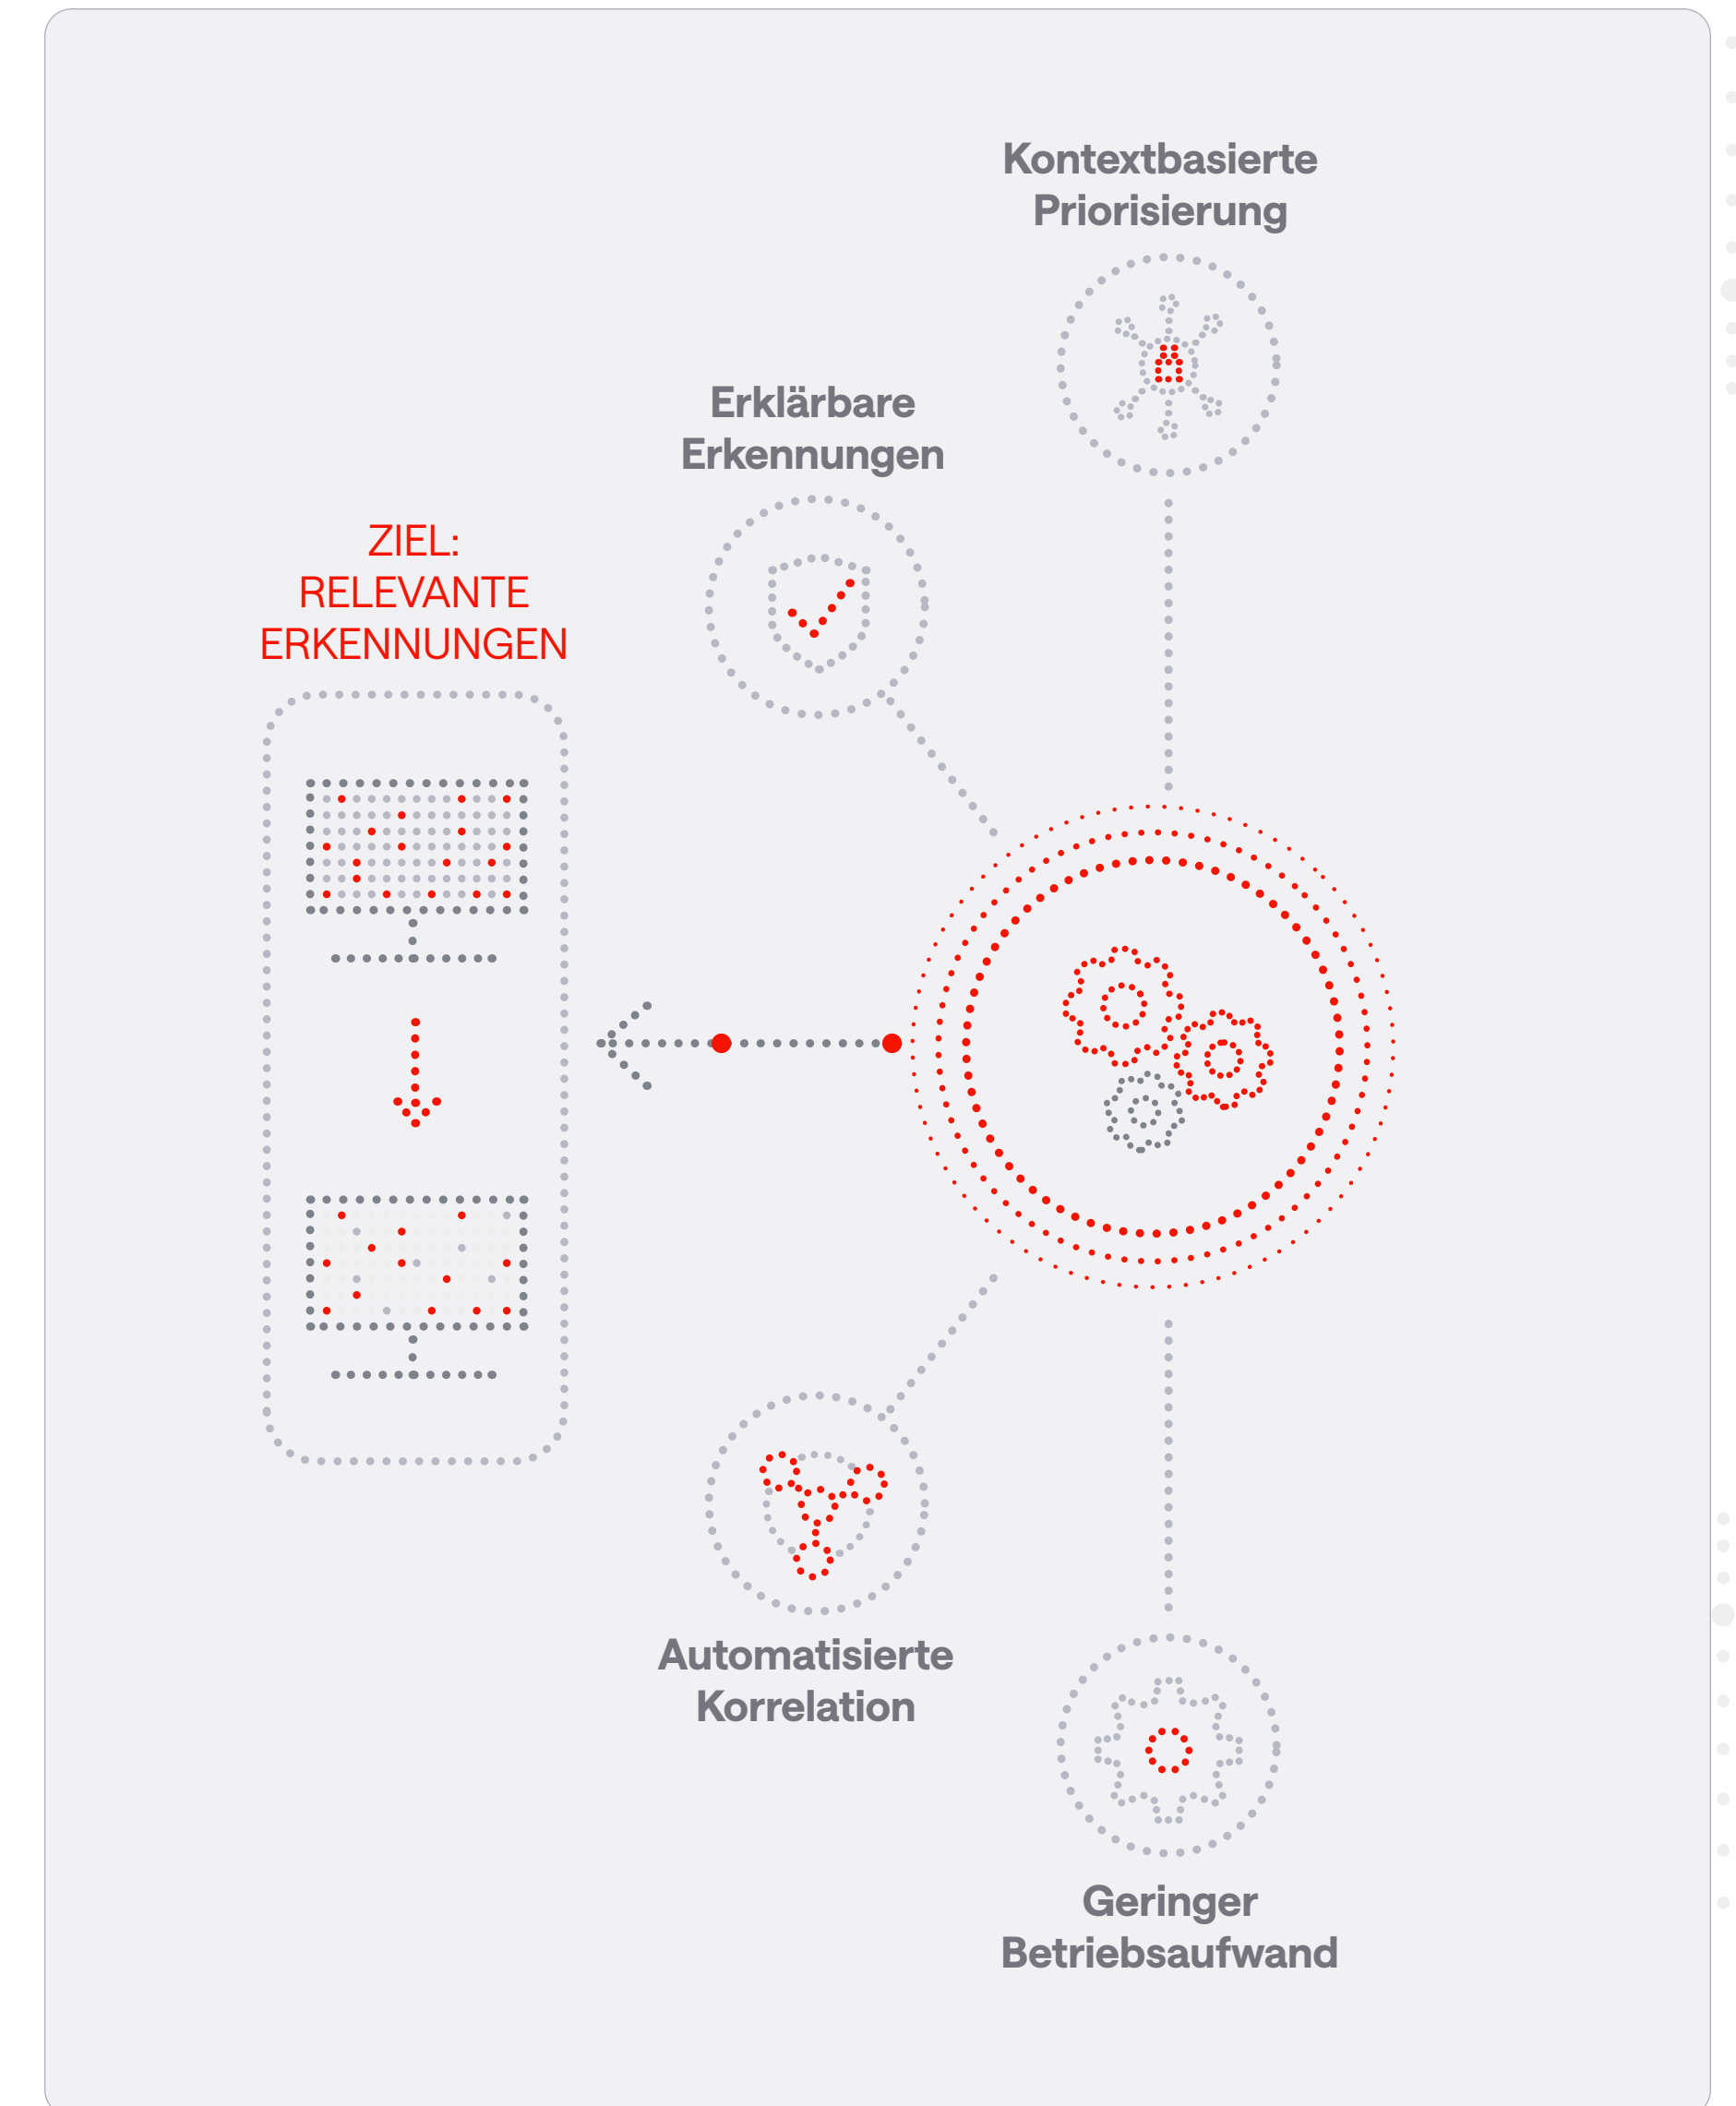 Kontextbasierte
Priorisierung
Erklärbare
Erkennungen
ZIEL:
RELEVANTE
ERKENNUNGEN
Automatisierte
Korrelation
Geringer
Betriebsaufwand